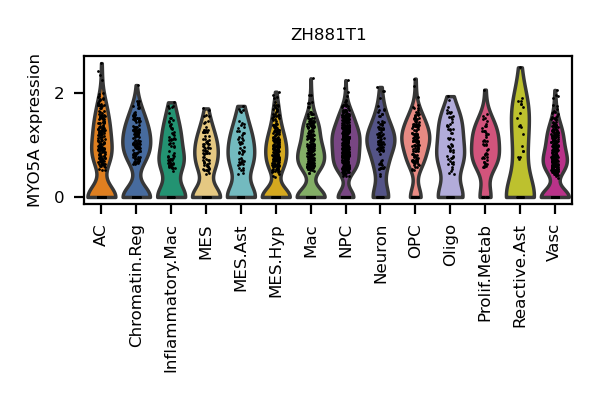 ZH881T1
MYO5A expression
2
0
AC
Chromatin.Reg
Inflammatory.Mac
MES
MES.Ast
MES.Hyp
Mac
NPC
Neuron
OPC
Oligo
Prolif.Metab
Reactive.Ast
Vasc